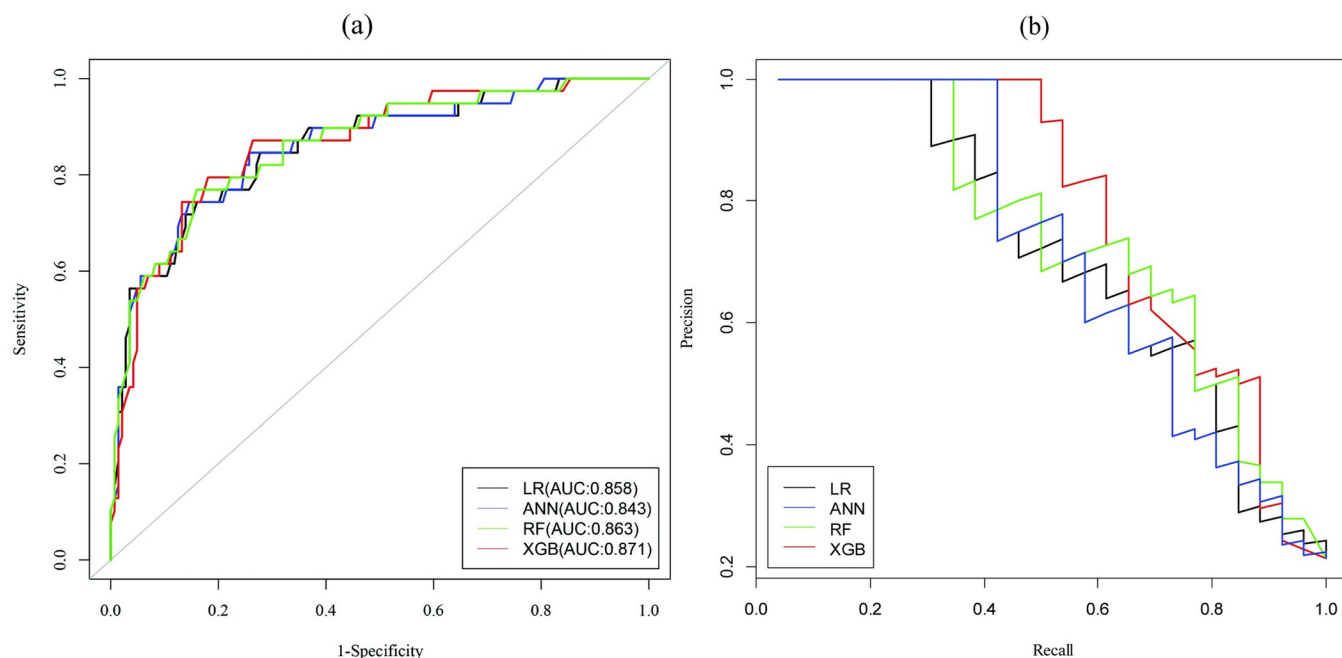 (a)
1.0
0.8
0.6
0.4
0.2
0.0
Sensitivity
LR(AUC:0.858)
ANN(AUC:0.843)
RF(AUC:0.863)
XGB(AUC:0.871)
0.0 0.2 0.4 0.6 0.8 1.0
1-Specificity
(b)
1.0
0.8
0.6
0.4
0.2
Precision
LR
ANN
RF
XGB
0.0 0.2 0.4 0.6 0.8 1.0
Recall